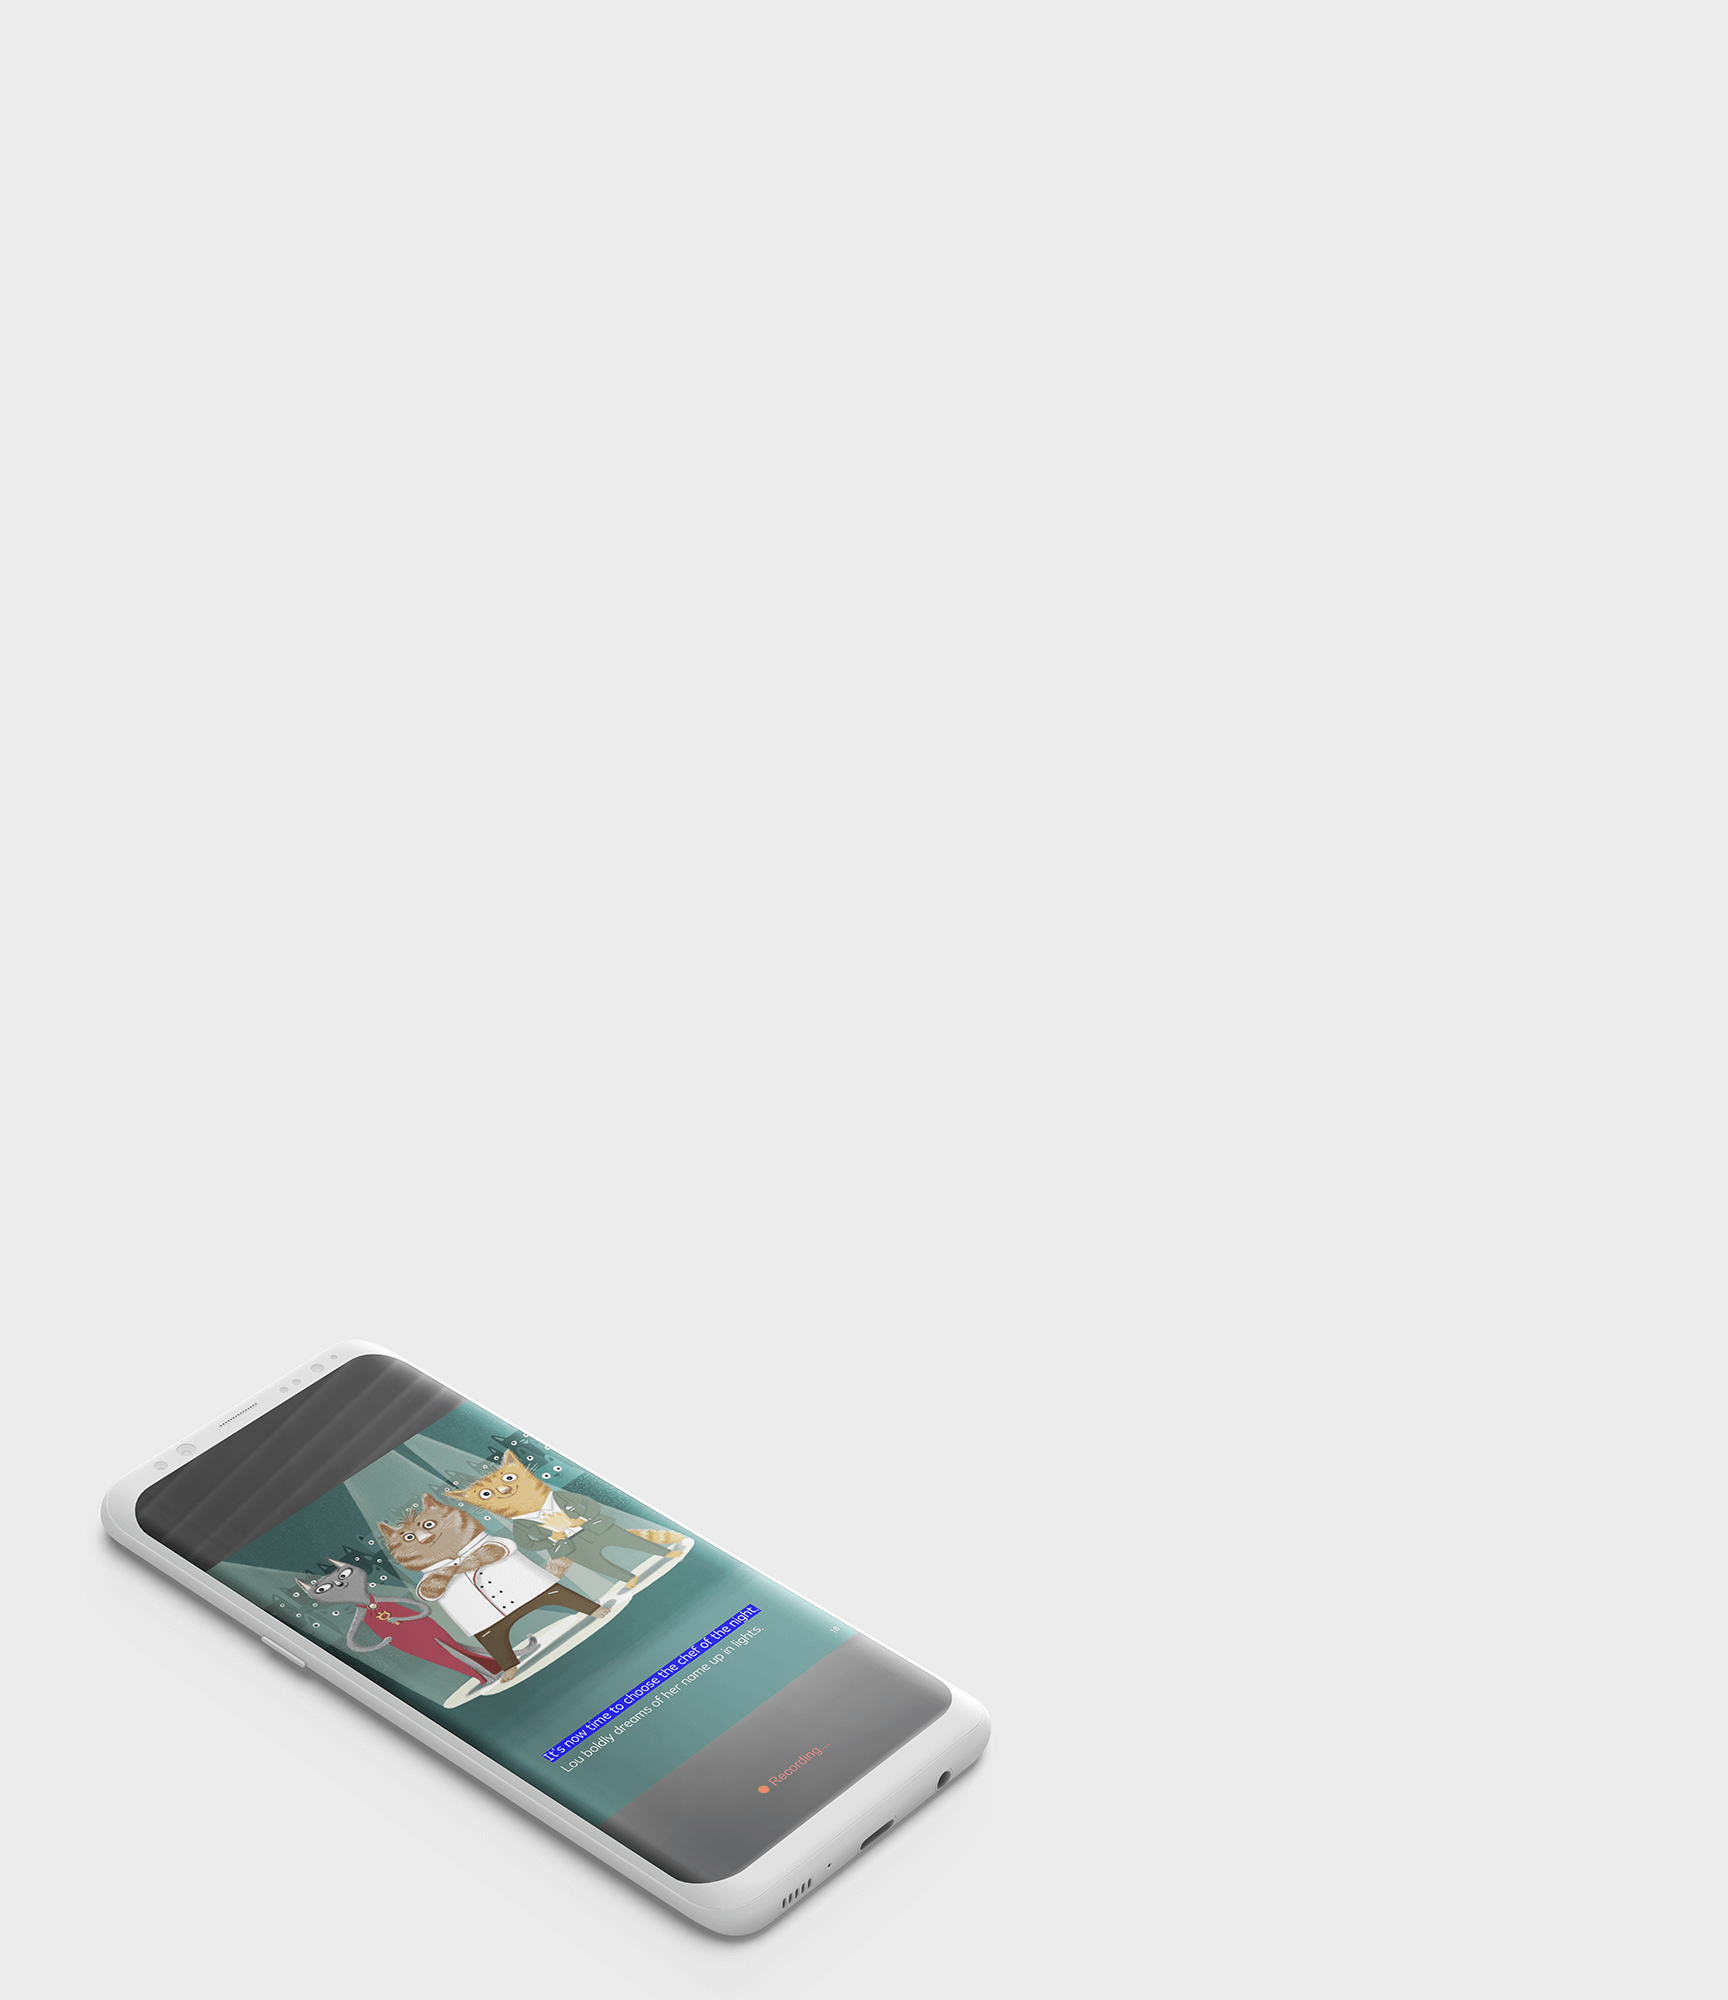 It's now time to choose the chef of the night.
Lou boldly dreams of her name up in lights.
18
Recording...